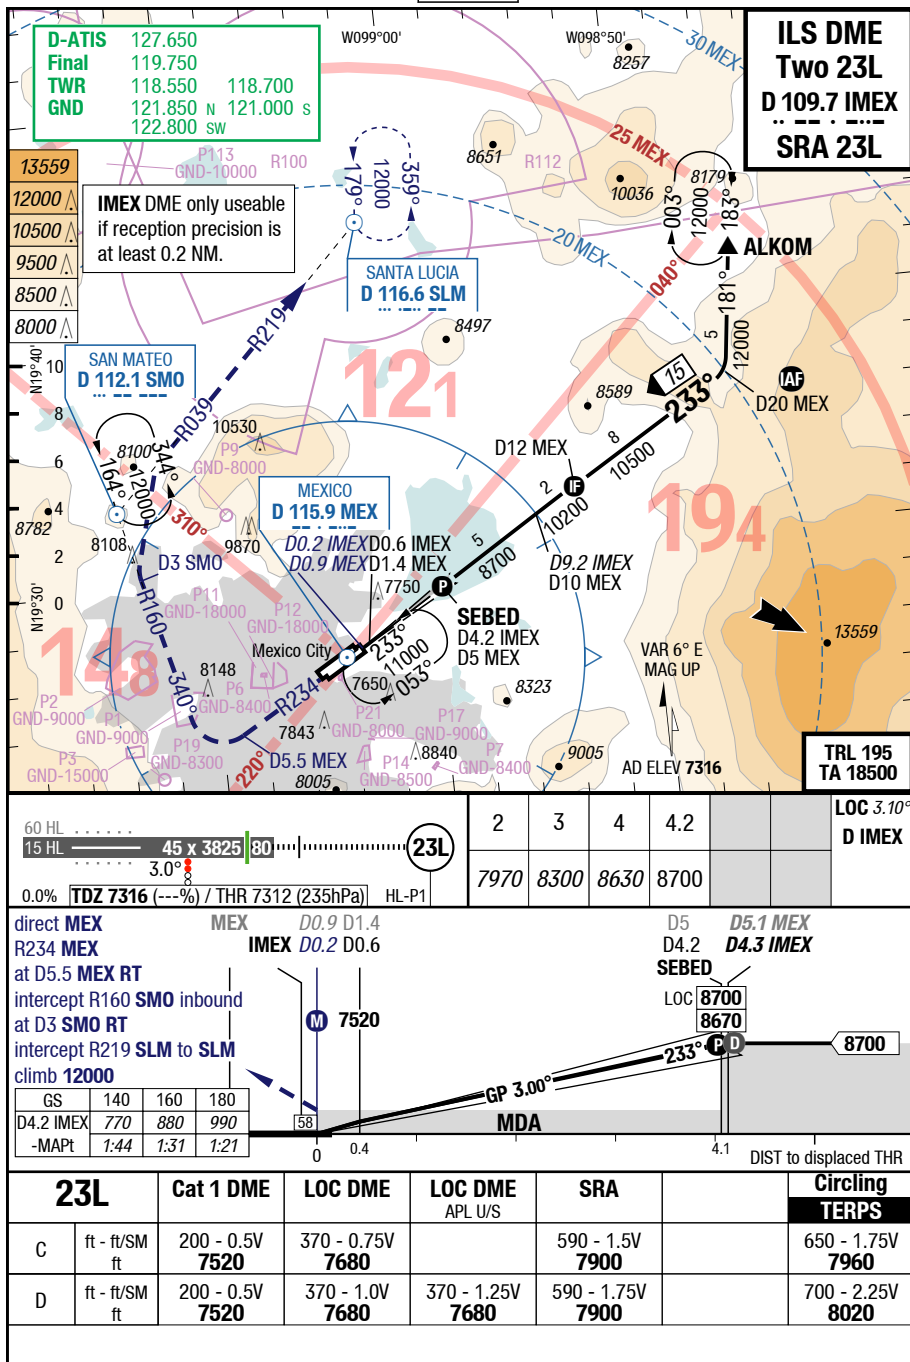 ILS DME
Two 23L
D 109.7 IMEX
SRA 23L
D-ATIS 127.650
Final 119.750
TWR 118.550 118.700
GND 121.850 N 121.000 S
122.800 SW
W099°00'
W098°50'
30 MEX
8257
25 MEX
P113
GND-10000
R100
8651
R112
10036
8179
13559
12000
10500
9500
8500
8000
IMEX DME only useable
if reception precision is
at least 0.2 NM.
179°
12000
359°
003°
12000
183°
20 MEX
ALKOM
SANTA LUCIA
D 116.6 SLM
040°
181°
5
12000
R219
8497
121
15
233°
IAF
D20 MEX
8589
N19°40'
10
8
6
4
2
0
N19°30'
SAN MATEO
D 112.1 SMO
R039
10530
P9
GND-8000
D12 MEX
8
10500
8100
164°
12000
344°
310°
MEXICO
D 115.9 MEX
2
IF
10200
194
8782
8108
9870
D0.2 IMEX D0.6 IMEX
D0.9 MEX D1.4 MEX
5
8700
D9.2 IMEX
D10 MEX
D3 SMO
7750
P
SEBED
D4.2 IMEX
D5 MEX
P11
GND-18000
P12
GND-18000
R160
340°
Mexico City
233°
11000
053°
13559
148
8148
7650
VAR 6° E
MAG UP
P6
GND-8400
R234
8323
P2
GND-9000
P1
GND-9000
7843
P21
GND-8000
P17
GND-9000
P3
GND-15000
P19
GND-8300
D5.5 MEX
220°
8840
P14
GND-8500
P7
GND-8400
9005
8005
AD ELEV 7316
TRL 195
TA 18500
60 HL
15 HL
45 x 3825 80
23L
3.0°
0.0% TDZ 7316 (---%) / THR 7312 (235hPa) HL-P1
2 3 4 4.2 LOC 3.10°
D IMEX
7970 8300 8630 8700
direct MEX
R234 MEX
at D5.5 MEX RT
intercept R160 SMO inbound
at D3 SMO RT
intercept R219 SLM to SLM
climb 12000
MEX D0.9 D1.4
IMEX D0.2 D0.6
D5 D5.1 MEX
D4.2 D4.3 IMEX
SEBED
LOC 8700
8670
M 7520
233° P D 8700
GP 3.00°
MDA
58
0 0.4 4.1
DIST to displaced THR
GS 140 160 180
D4.2 IMEX 770 880 990
-MAPt 1:44 1:31 1:21
23L Cat 1 DME LOC DME LOC DME SRA Circling
APL U/S TERPS
C ft - ft/SM 200 - 0.5V 370 - 0.75V 590 - 1.5V 650 - 1.75V
ft 7520 7680 7900 7960
D ft - ft/SM 200 - 0.5V 370 - 1.0V 370 - 1.25V 590 - 1.75V 700 - 2.25V
ft 7520 7680 7680 7900 8020